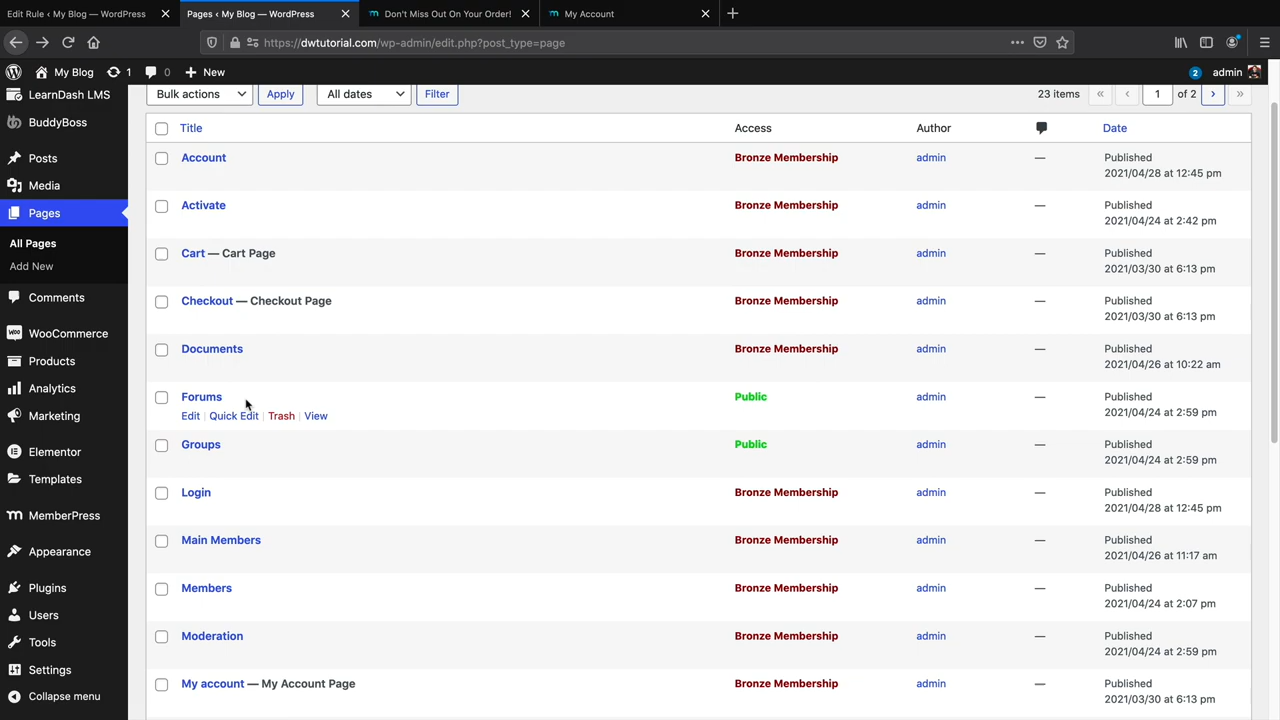 Edit Rule ‹ My Blog — WordPress
Pages ‹ My Blog — WordPress
Don't Miss Out On Your Order!
My Account
https://dwtutorial.com/wp-admin/edit.php?post_type=page
My Blog 1 0 New 2 admin
LearnDash LMS
BuddyBoss
Posts
Media
Pages
All Pages
Add New
Comments
WooCommerce
Products
Analytics
Marketing
Elementor
Templates
MemberPress
Appearance
Plugins
Users
Tools
Settings
Collapse menu
Bulk actions Apply All dates Filter 23 items « ‹ 1 of 2 › »
Title Access Author Date
Account Bronze Membership admin — Published
2021/04/28 at 12:45 pm
Activate Bronze Membership admin — Published
2021/04/24 at 2:42 pm
Cart — Cart Page Bronze Membership admin — Published
2021/03/30 at 6:13 pm
Checkout — Checkout Page Bronze Membership admin — Published
2021/03/30 at 6:13 pm
Documents Bronze Membership admin — Published
2021/04/26 at 10:22 am
Forums Public admin — Published
Edit | Quick Edit | Trash | View 2021/04/24 at 2:59 pm
Groups Public admin — Published
2021/04/24 at 2:59 pm
Login Bronze Membership admin — Published
2021/04/28 at 12:45 pm
Main Members Bronze Membership admin — Published
2021/04/26 at 11:17 am
Members Bronze Membership admin — Published
2021/04/24 at 2:07 pm
Moderation Bronze Membership admin — Published
2021/04/24 at 2:59 pm
My account — My Account Page Bronze Membership admin — Published
2021/03/30 at 6:13 pm